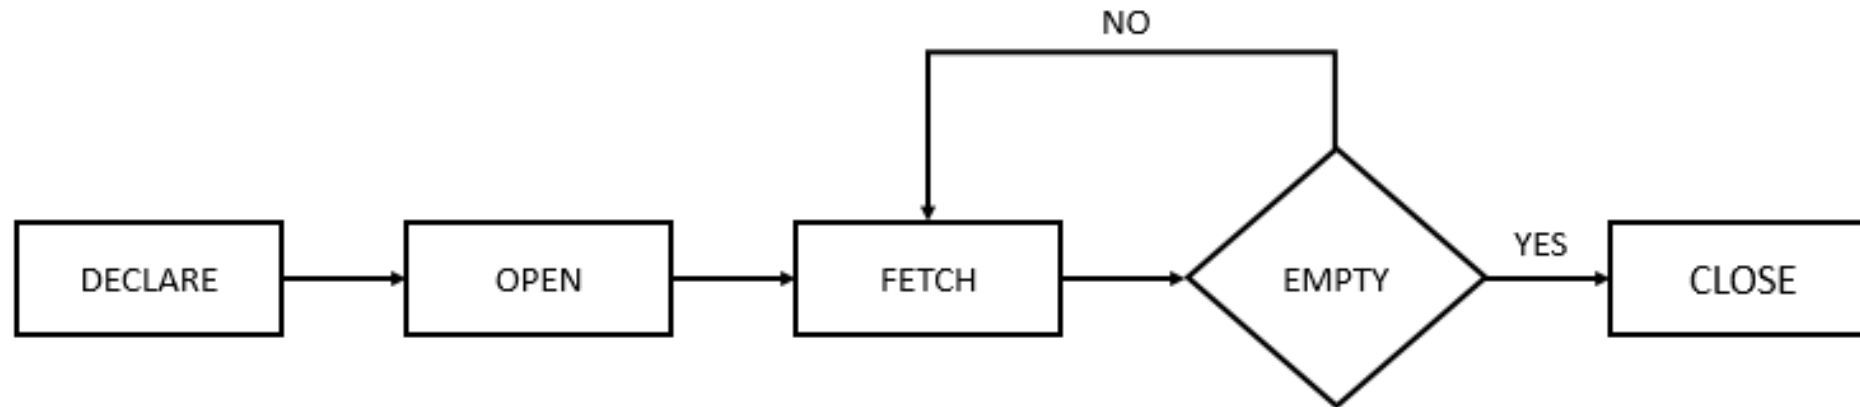 NO
DECLARE
OPEN
FETCH
EMPTY
YES
CLOSE